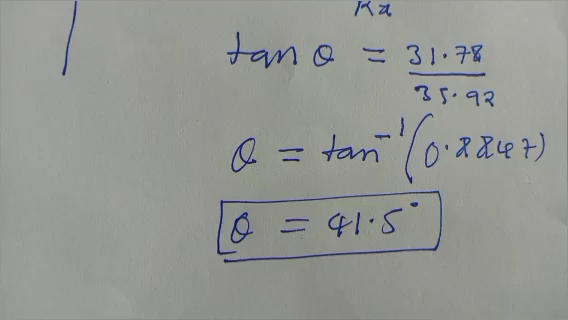 Rx
tan θ = 31.78
35.92
θ = tan⁻¹(0.8847)
θ = 41.5°